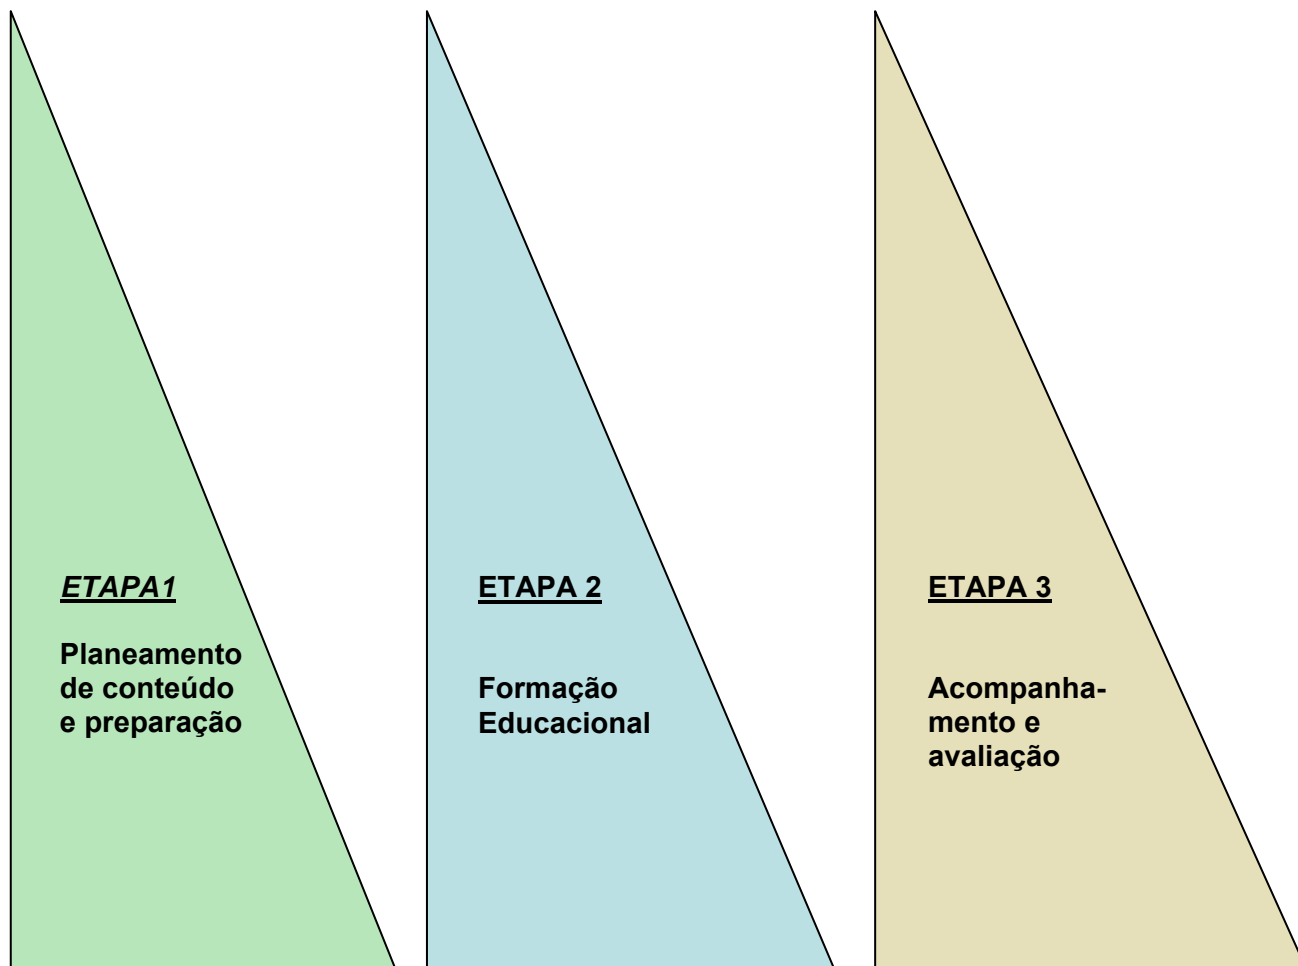 ETAPA1
Planeamento
de conteúdo
e preparação
ETAPA 2
Formação
Educacional
ETAPA 3
Acompanha-
mento e
avaliação